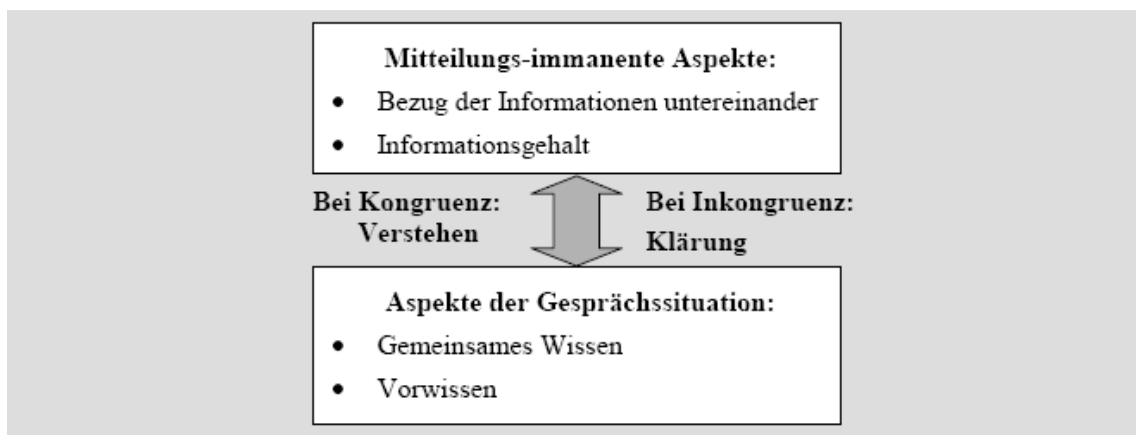 Mitteilungs-immanente Aspekte:
• Bezug der Informationen untereinander
• Informationsgehalt
Bei Kongruenz:
Verstehen
Bei Inkongruenz:
Klärung
Aspekte der Gesprächssituation:
• Gemeinsames Wissen
• Vorwissen